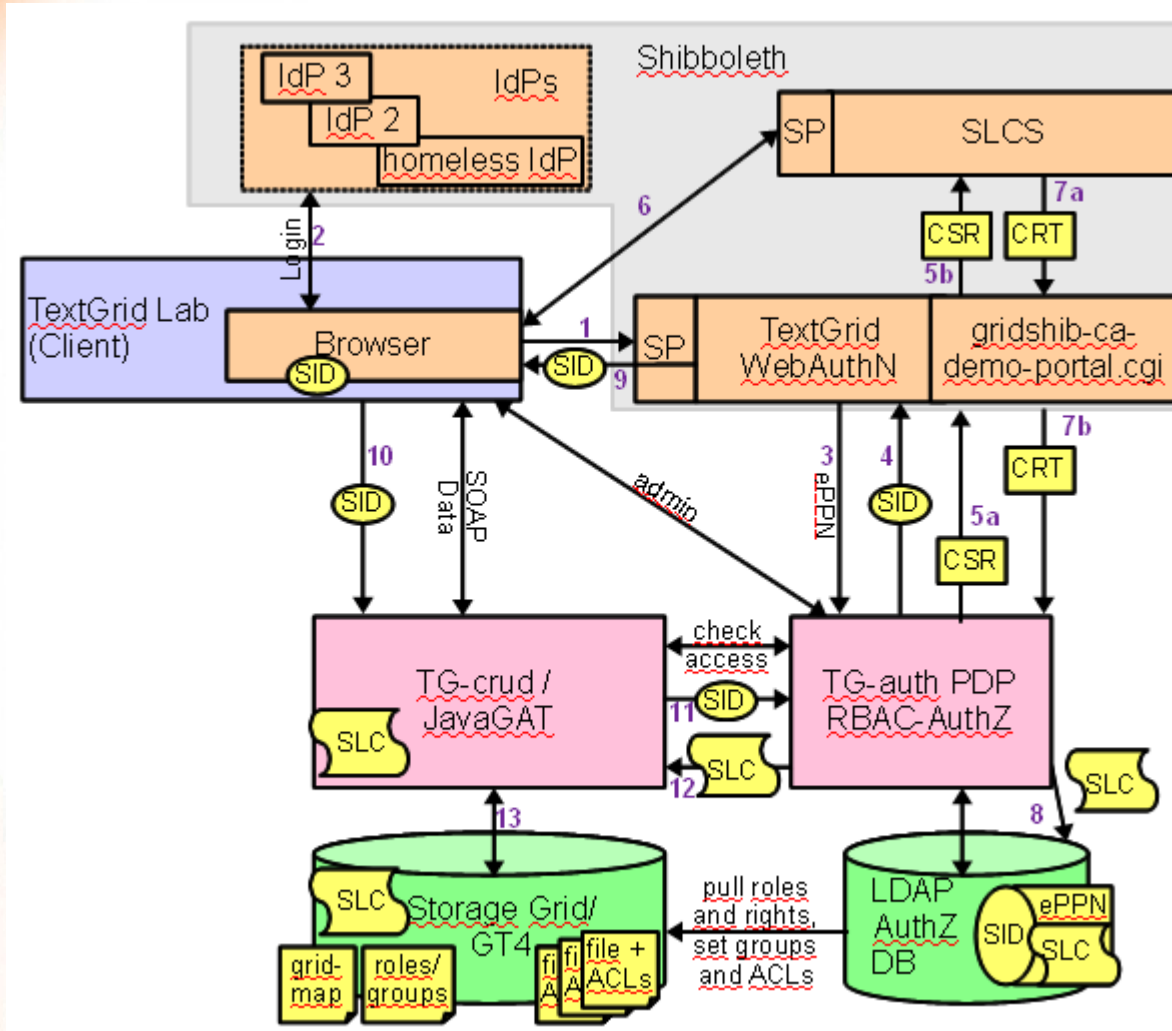 Shibboleth
IdP 3
IdPs
IdP 2
homeless IdP
SP
SLCS
6
7a
Login
2
CSR
CRT
5b
TextGrid Lab
(Client)
Browser
SID
1
SID
9
SP
TextGrid
WebAuthN
gridshib-ca-
demo-portal.cgi
10
SID
SOAP
Data
admin
3
ePPN
4
SID
5a
CSR
7b
CRT
TG-crud /
JavaGAT
SLC
check
access
11
SID
12
SLC
TG-auth PDP
RBAC-AuthZ
SLC
13
8
SLC
Storage Grid/
GT4
grid-
map
roles/
groups
fi
A
fi
A
file +
ACLs
pull roles
and rights,
set groups
and ACLs
LDAP
AuthZ
DB
SID
ePPN
SLC